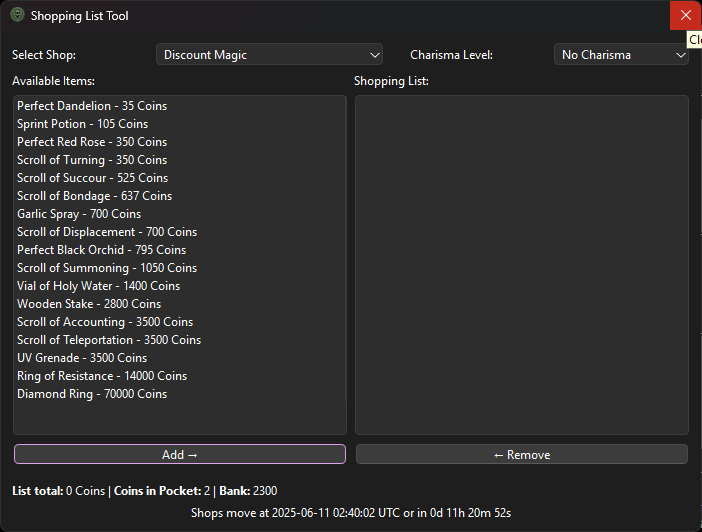 Shopping List Tool
Select Shop: Discount Magic Charisma Level: No Charisma
Available Items: Shopping List:
Perfect Dandelion - 35 Coins
Sprint Potion - 105 Coins
Perfect Red Rose - 350 Coins
Scroll of Turning - 350 Coins
Scroll of Succour - 525 Coins
Scroll of Bondage - 637 Coins
Garlic Spray - 700 Coins
Scroll of Displacement - 700 Coins
Perfect Black Orchid - 795 Coins
Scroll of Summoning - 1050 Coins
Vial of Holy Water - 1400 Coins
Wooden Stake - 2800 Coins
Scroll of Accounting - 3500 Coins
Scroll of Teleportation - 3500 Coins
UV Grenade - 3500 Coins
Ring of Resistance - 14000 Coins
Diamond Ring - 70000 Coins
Add → ← Remove
List total: 0 Coins | Coins in Pocket: 2 | Bank: 2300
Shops move at 2025-06-11 02:40:02 UTC or in 0d 11h 20m 52s